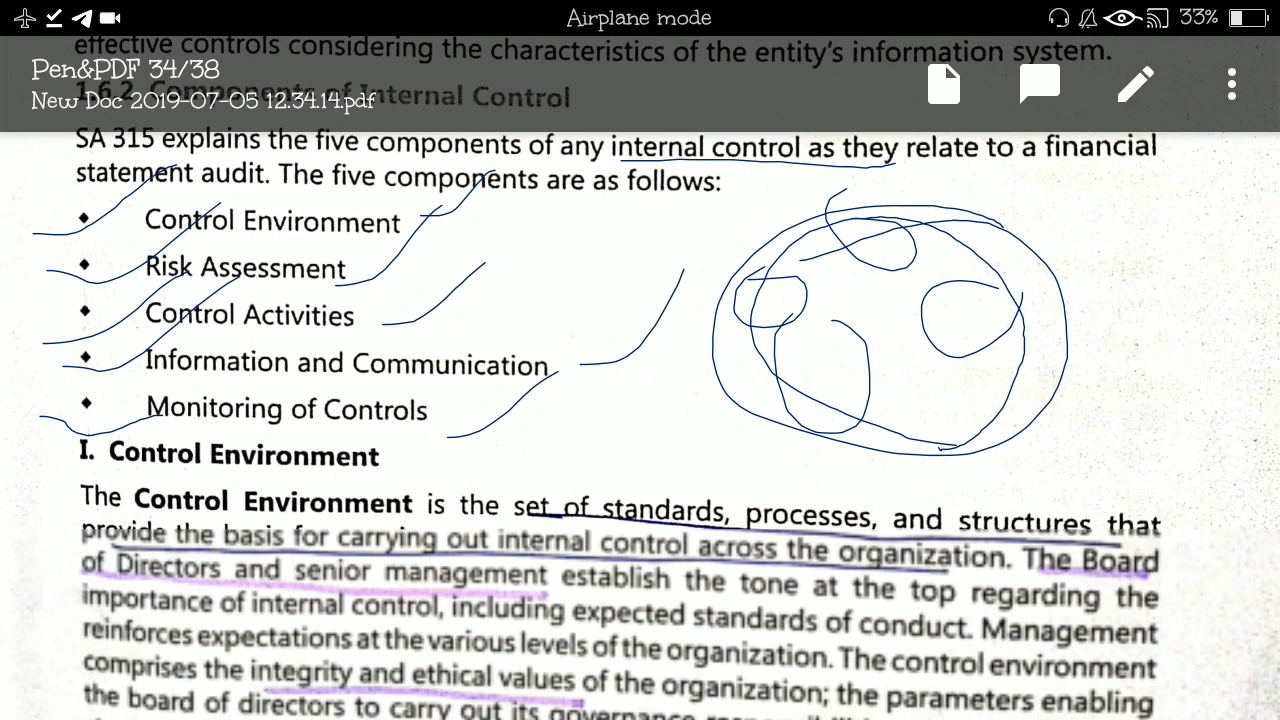 Airplane mode
33%
effective controls considering the characteristics of the entity's information system.
Pen&PDF 34/38
1.6.2 Components of Internal Control
New Doc 2019-07-05 12.34.14.pdf
SA 315 explains the five components of any internal control as they relate to a financial
statement audit. The five components are as follows:
♦ Control Environment
♦ Risk Assessment
♦ Control Activities
♦ Information and Communication
♦ Monitoring of Controls
I. Control Environment
The Control Environment is the set of standards, processes, and structures that
provide the basis for carrying out internal control across the organization. The Board
of Directors and senior management establish the tone at the top regarding the
importance of internal control, including expected standards of conduct. Management
reinforces expectations at the various levels of the organization. The control environment
comprises the integrity and ethical values of the organization; the parameters enabling
the board of directors to carry out its governance